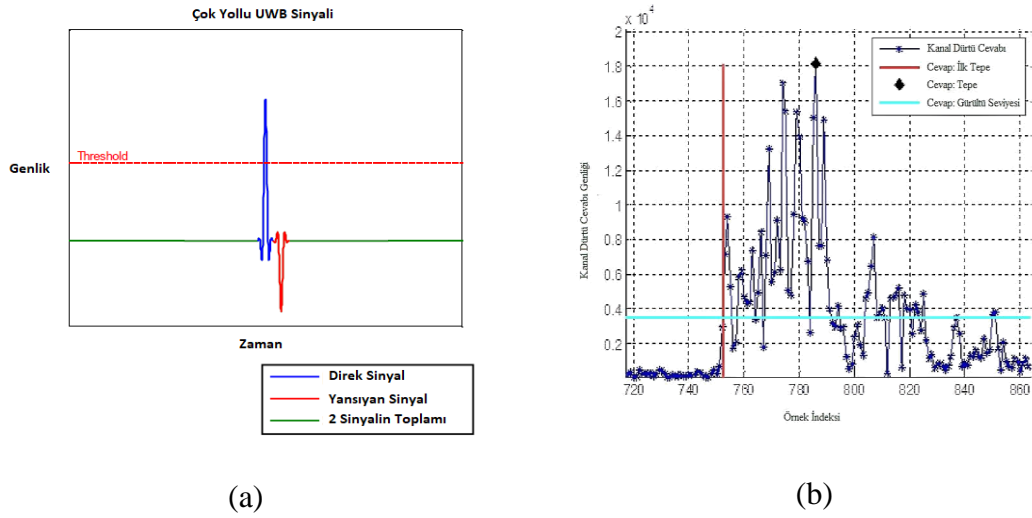 Çok Yollu UWB Sinyali
Threshold
Genlik
Zaman
Direk Sinyal
Yansıyan Sinyal
2 Sinyalin Toplamı
(a)
2 x 10⁴
1.8
1.6
1.4
1.2
1
0.8
0.6
0.4
0.2
720 740 760 780 800 820 840 860
Kanal Dürtü Cevabı Genliği
Örnek İndeksi
Kanal Dürtü Cevabı
Cevap: İlk Tepe
Cevap: Tepe
Cevap: Gürültü Seviyesi
(b)